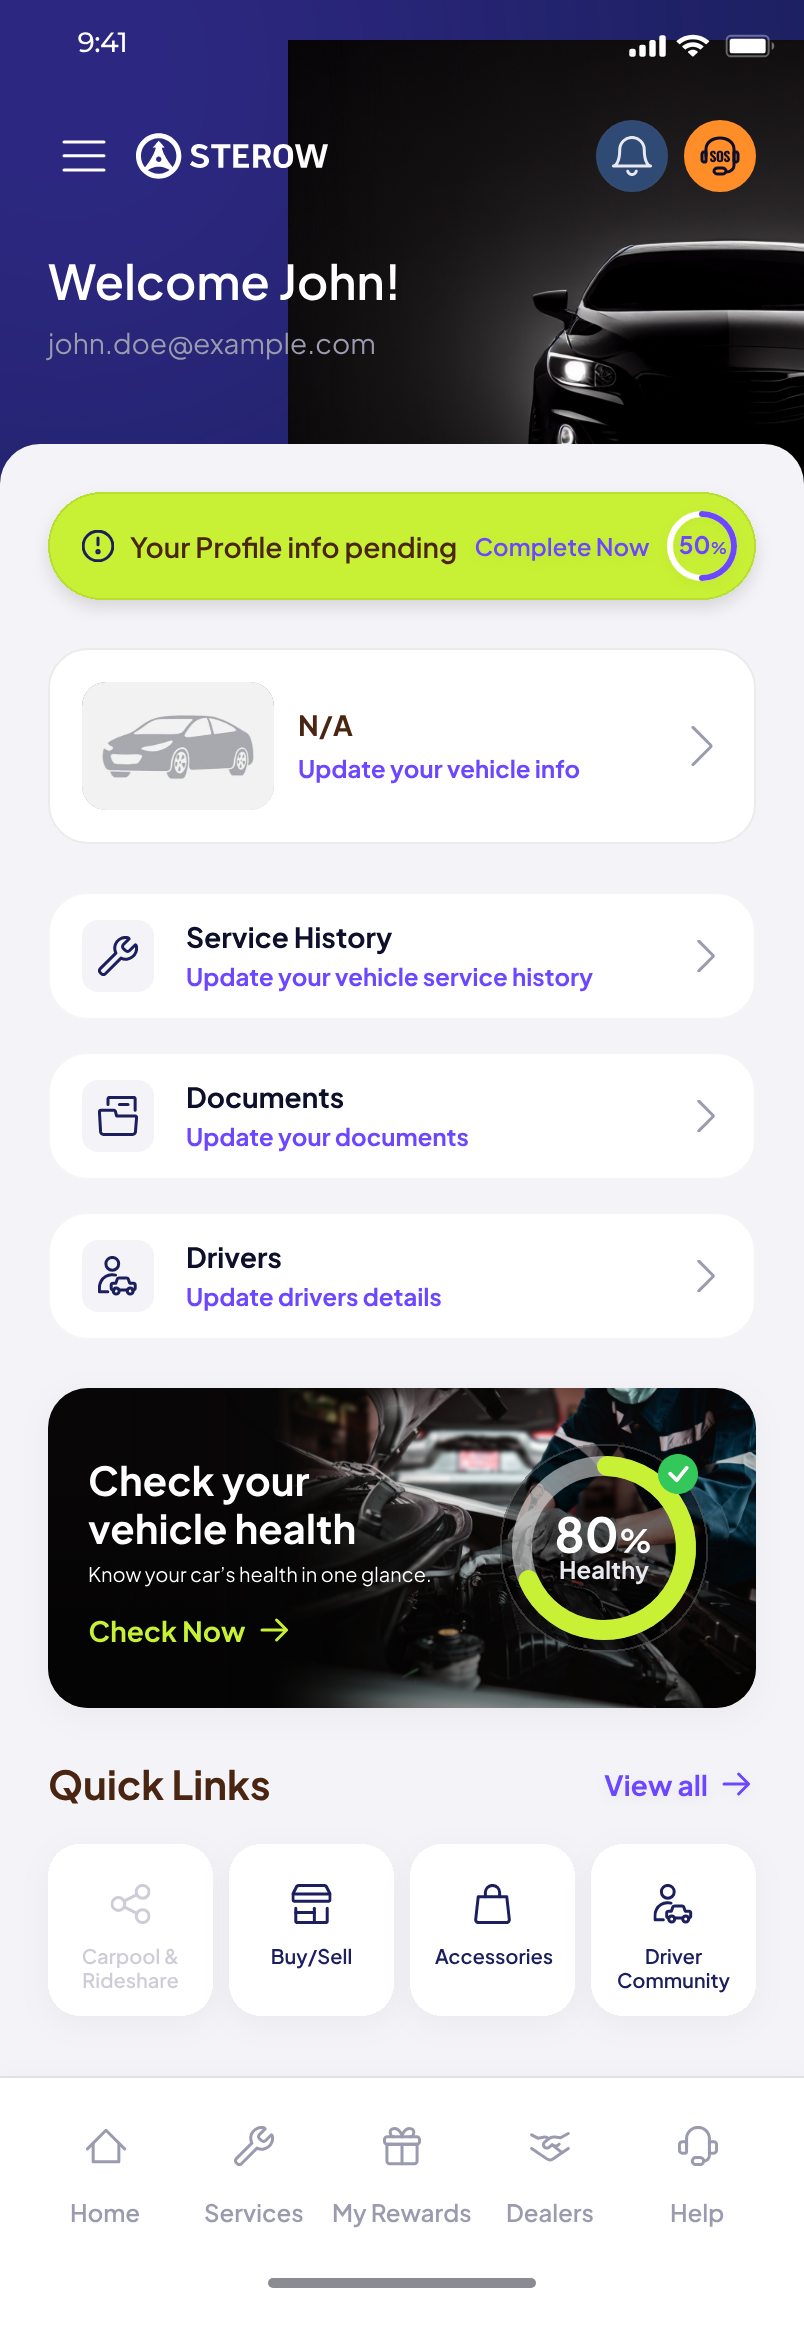 9:41
STEROW
SOS
Welcome John!
john.doe@example.com
Your Profile info pending
Complete Now
50%
N/A
Update your vehicle info
Service History
Update your vehicle service history
Documents
Update your documents
Drivers
Update drivers details
Check your
vehicle health
Know your car's health in one glance.
Check Now
80%
Healthy
Quick Links
View all
Carpool &
Rideshare
Buy/Sell
Accessories
Driver
Community
Home
Services
My Rewards
Dealers
Help